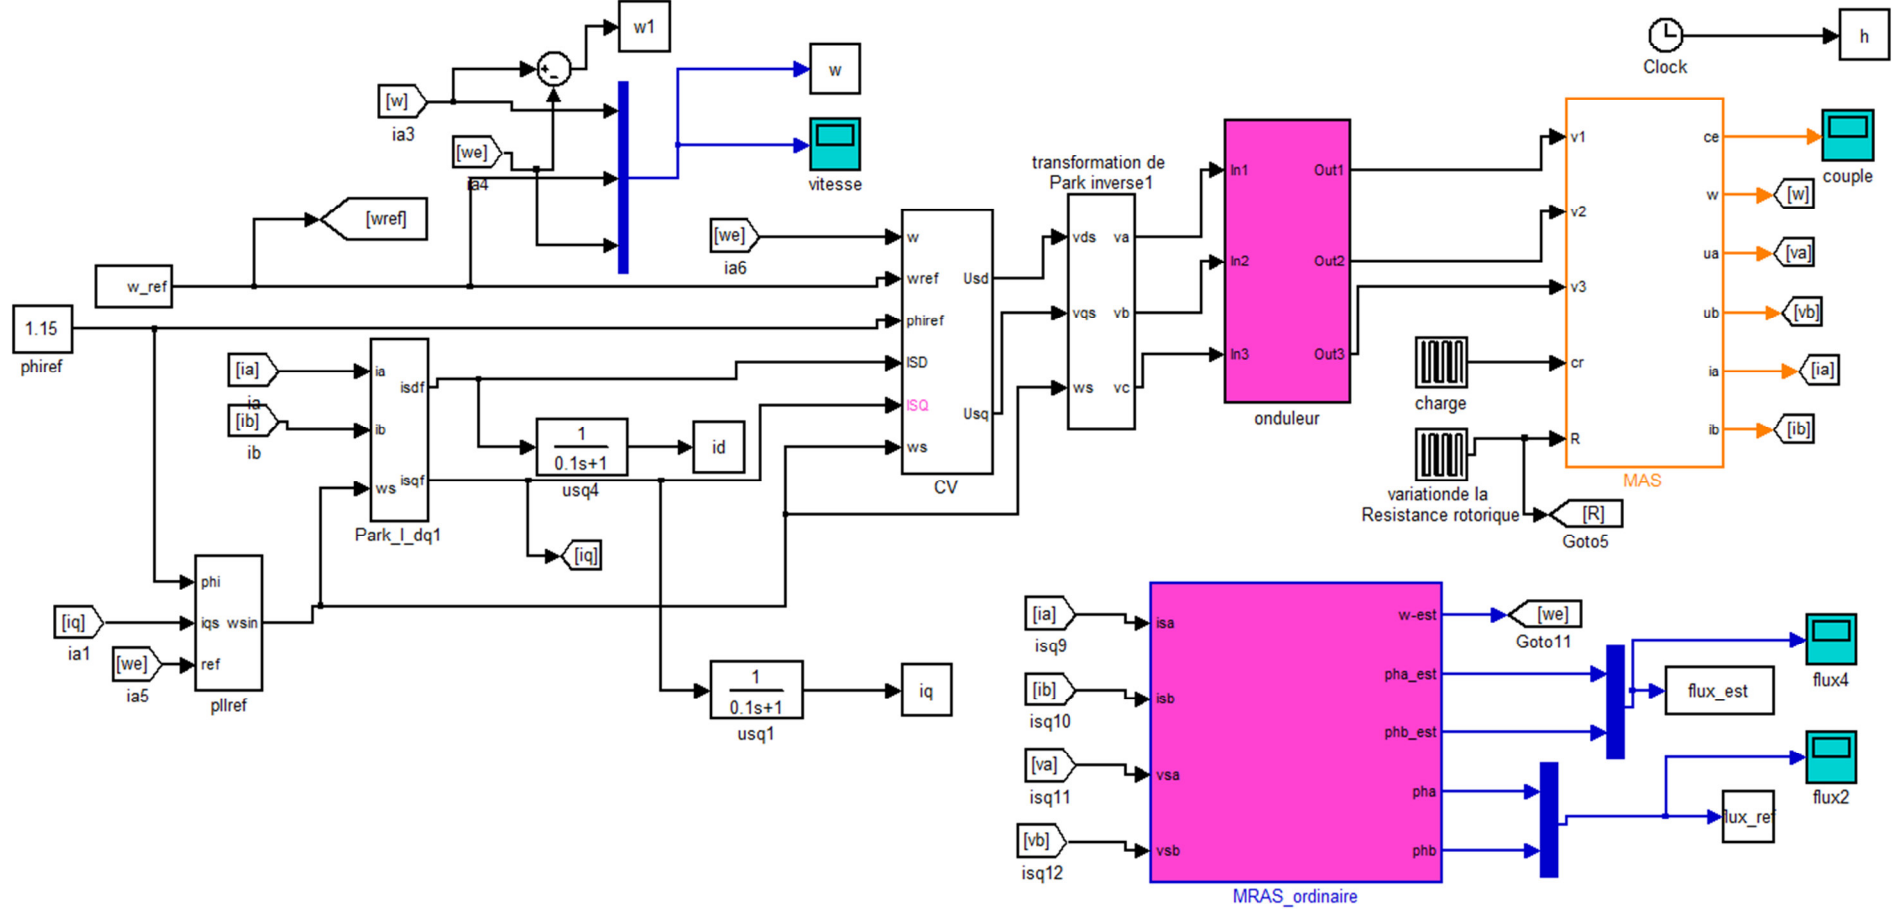 w1
+
-
[w]
ia3
[we]
ia4
w
vitesse
[wref]
w_ref
1.15
phiref
[we]
ia6
w
wref
phiref
ISD
ISQ
ws
Usd
Usq
CV
transformation de
Park inverse1
vds
vqs
ws
va
vb
vc
In1
In2
In3
Out1
Out2
Out3
onduleur
Clock
h
v1
v2
v3
cr
R
ce
w
ua
ub
ia
ib
MAS
couple
[w]
[va]
[vb]
[ia]
[ib]
charge
variationde la
Resistance rotorique
[R]
Goto5
[ia]
ia
[ib]
ib
ia
ib
ws
isdf
isqf
Park_I_dq1
1
0.1s+1
usq4
id
[iq]
[iq]
ia1
[we]
ia5
phi
iqs
ref
wsin
pllref
1
0.1s+1
usq1
iq
[ia]
isq9
[ib]
isq10
[va]
isq11
[vb]
isq12
isa
isb
vsa
vsb
w-est
pha_est
phb_est
pha
phb
MRAS_ordinaire
[we]
Goto11
flux4
flux_est
flux2
lux_ref